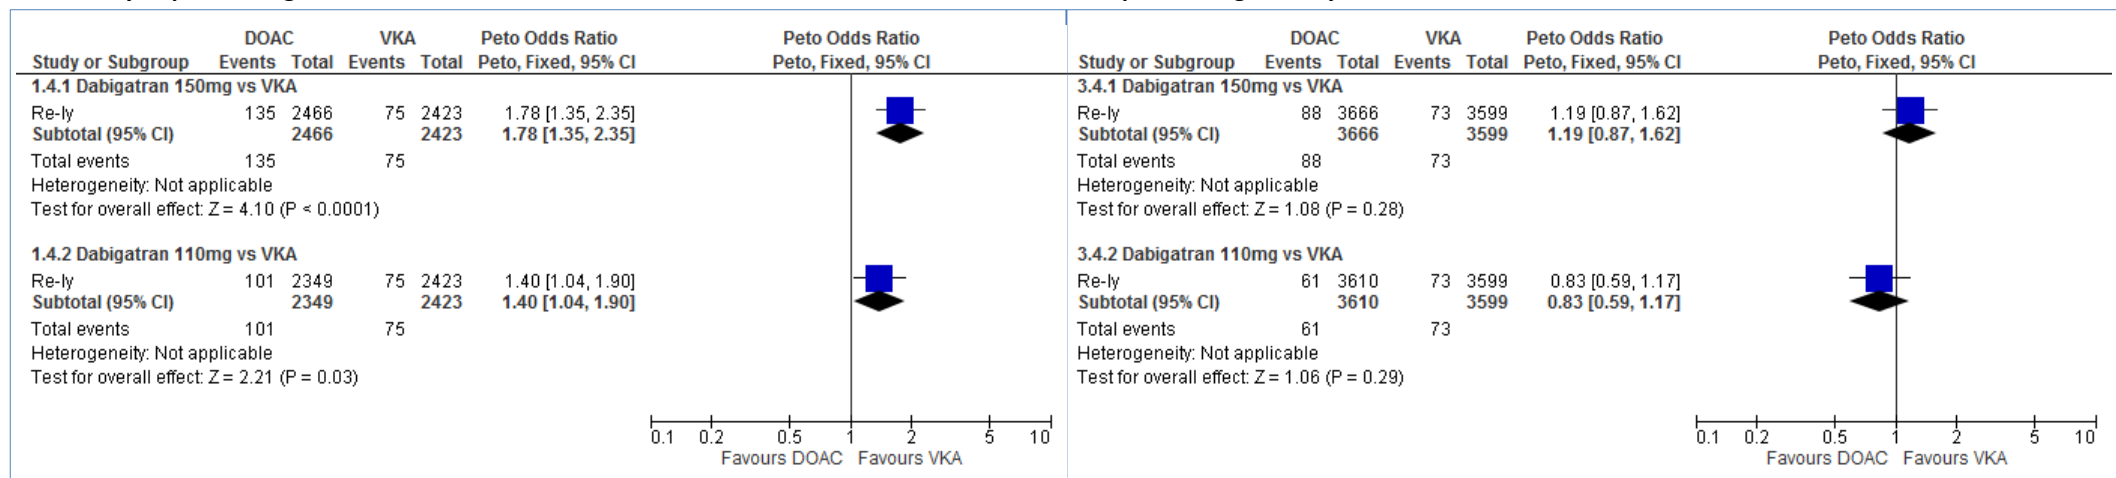 DOAC VKA Peto Odds Ratio Peto Odds Ratio
Study or Subgroup Events Total Events Total Peto, Fixed, 95% CI Peto, Fixed, 95% CI
1.4.1 Dabigatran 150mg vs VKA
Re-ly 135 2466 75 2423 1.78 [1.35, 2.35]
Subtotal (95% CI) 2466 2423 1.78 [1.35, 2.35]
Total events 135 75
Heterogeneity: Not applicable
Test for overall effect: Z = 4.10 (P < 0.0001)
1.4.2 Dabigatran 110mg vs VKA
Re-ly 101 2349 75 2423 1.40 [1.04, 1.90]
Subtotal (95% CI) 2349 2423 1.40 [1.04, 1.90]
Total events 101 75
Heterogeneity: Not applicable
Test for overall effect: Z = 2.21 (P = 0.03)
0.1 0.2 0.5 1 2 5 10
Favours DOAC Favours VKA
DOAC VKA Peto Odds Ratio Peto Odds Ratio
Study or Subgroup Events Total Events Total Peto, Fixed, 95% CI Peto, Fixed, 95% CI
3.4.1 Dabigatran 150mg vs VKA
Re-ly 88 3666 73 3599 1.19 [0.87, 1.62]
Subtotal (95% CI) 3666 3599 1.19 [0.87, 1.62]
Total events 88 73
Heterogeneity: Not applicable
Test for overall effect: Z = 1.08 (P = 0.28)
3.4.2 Dabigatran 110mg vs VKA
Re-ly 61 3610 73 3599 0.83 [0.59, 1.17]
Subtotal (95% CI) 3610 3599 0.83 [0.59, 1.17]
Total events 61 73
Heterogeneity: Not applicable
Test for overall effect: Z = 1.06 (P = 0.29)
0.1 0.2 0.5 1 2 5 10
Favours DOAC Favours VKA